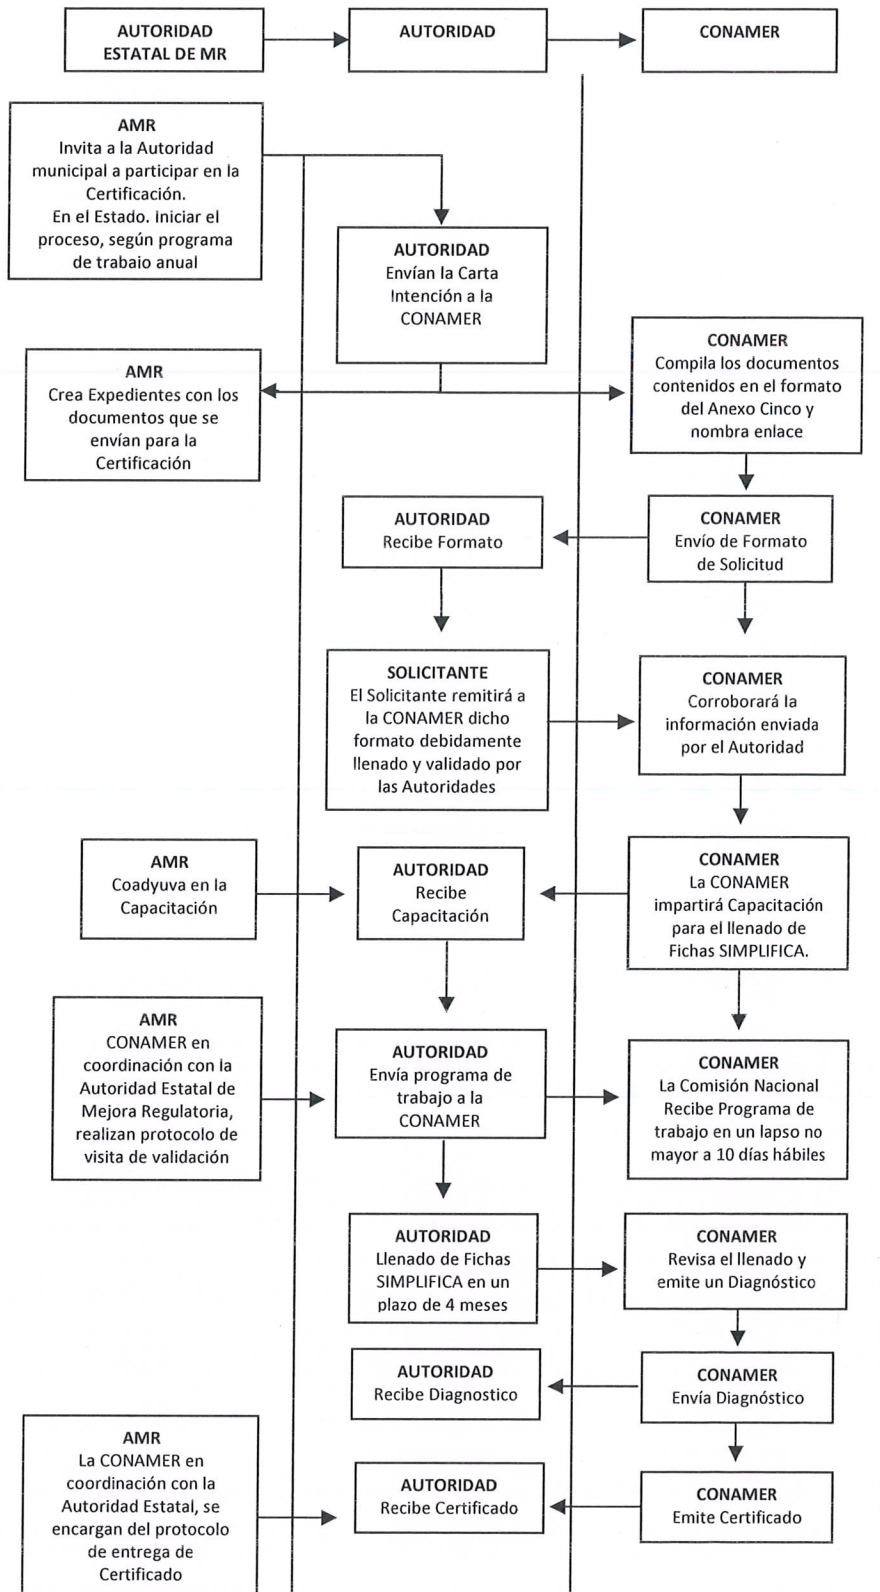 AUTORIDAD
ESTATAL DE MR
AUTORIDAD
CONAMER
AMR
Invita a la Autoridad
municipal a participar en la
Certificación.
En el Estado. Iniciar el
proceso, según programa
de trabajo anual
AUTORIDAD
Envían la Carta
Intención a la
CONAMER
CONAMER
Compila los documentos
contenidos en el formato
del Anexo Cinco y
nombra enlace
AMR
Crea Expedientes con los
documentos que se
envían para la
Certificación
AUTORIDAD
Recibe Formato
CONAMER
Envío de Formato
de Solicitud
SOLICITANTE
El Solicitante remitirá a
la CONAMER dicho
formato debidamente
llenado y validado por
las Autoridades
CONAMER
Corroborará la
información enviada
por el Autoridad
AMR
Coadyuva en la
Capacitación
AUTORIDAD
Recibe
Capacitación
CONAMER
La CONAMER
impartirá Capacitación
para el llenado de
Fichas SIMPLIFICA.
AMR
CONAMER en
coordinación con la
Autoridad Estatal de
Mejora Regulatoria,
realizan protocolo de
visita de validación
AUTORIDAD
Envía programa de
trabajo a la
CONAMER
CONAMER
La Comisión Nacional
Recibe Programa de
trabajo en un lapso no
mayor a 10 días hábiles
AUTORIDAD
Llenado de Fichas
SIMPLIFICA en un
plazo de 4 meses
CONAMER
Revisa el llenado y
emite un Diagnóstico
AUTORIDAD
Recibe Diagnostico
CONAMER
Envía Diagnóstico
AMR
La CONAMER en
coordinación con la
Autoridad Estatal, se
encargan del protocolo
de entrega de
Certificado
AUTORIDAD
Recibe Certificado
CONAMER
Emite Certificado